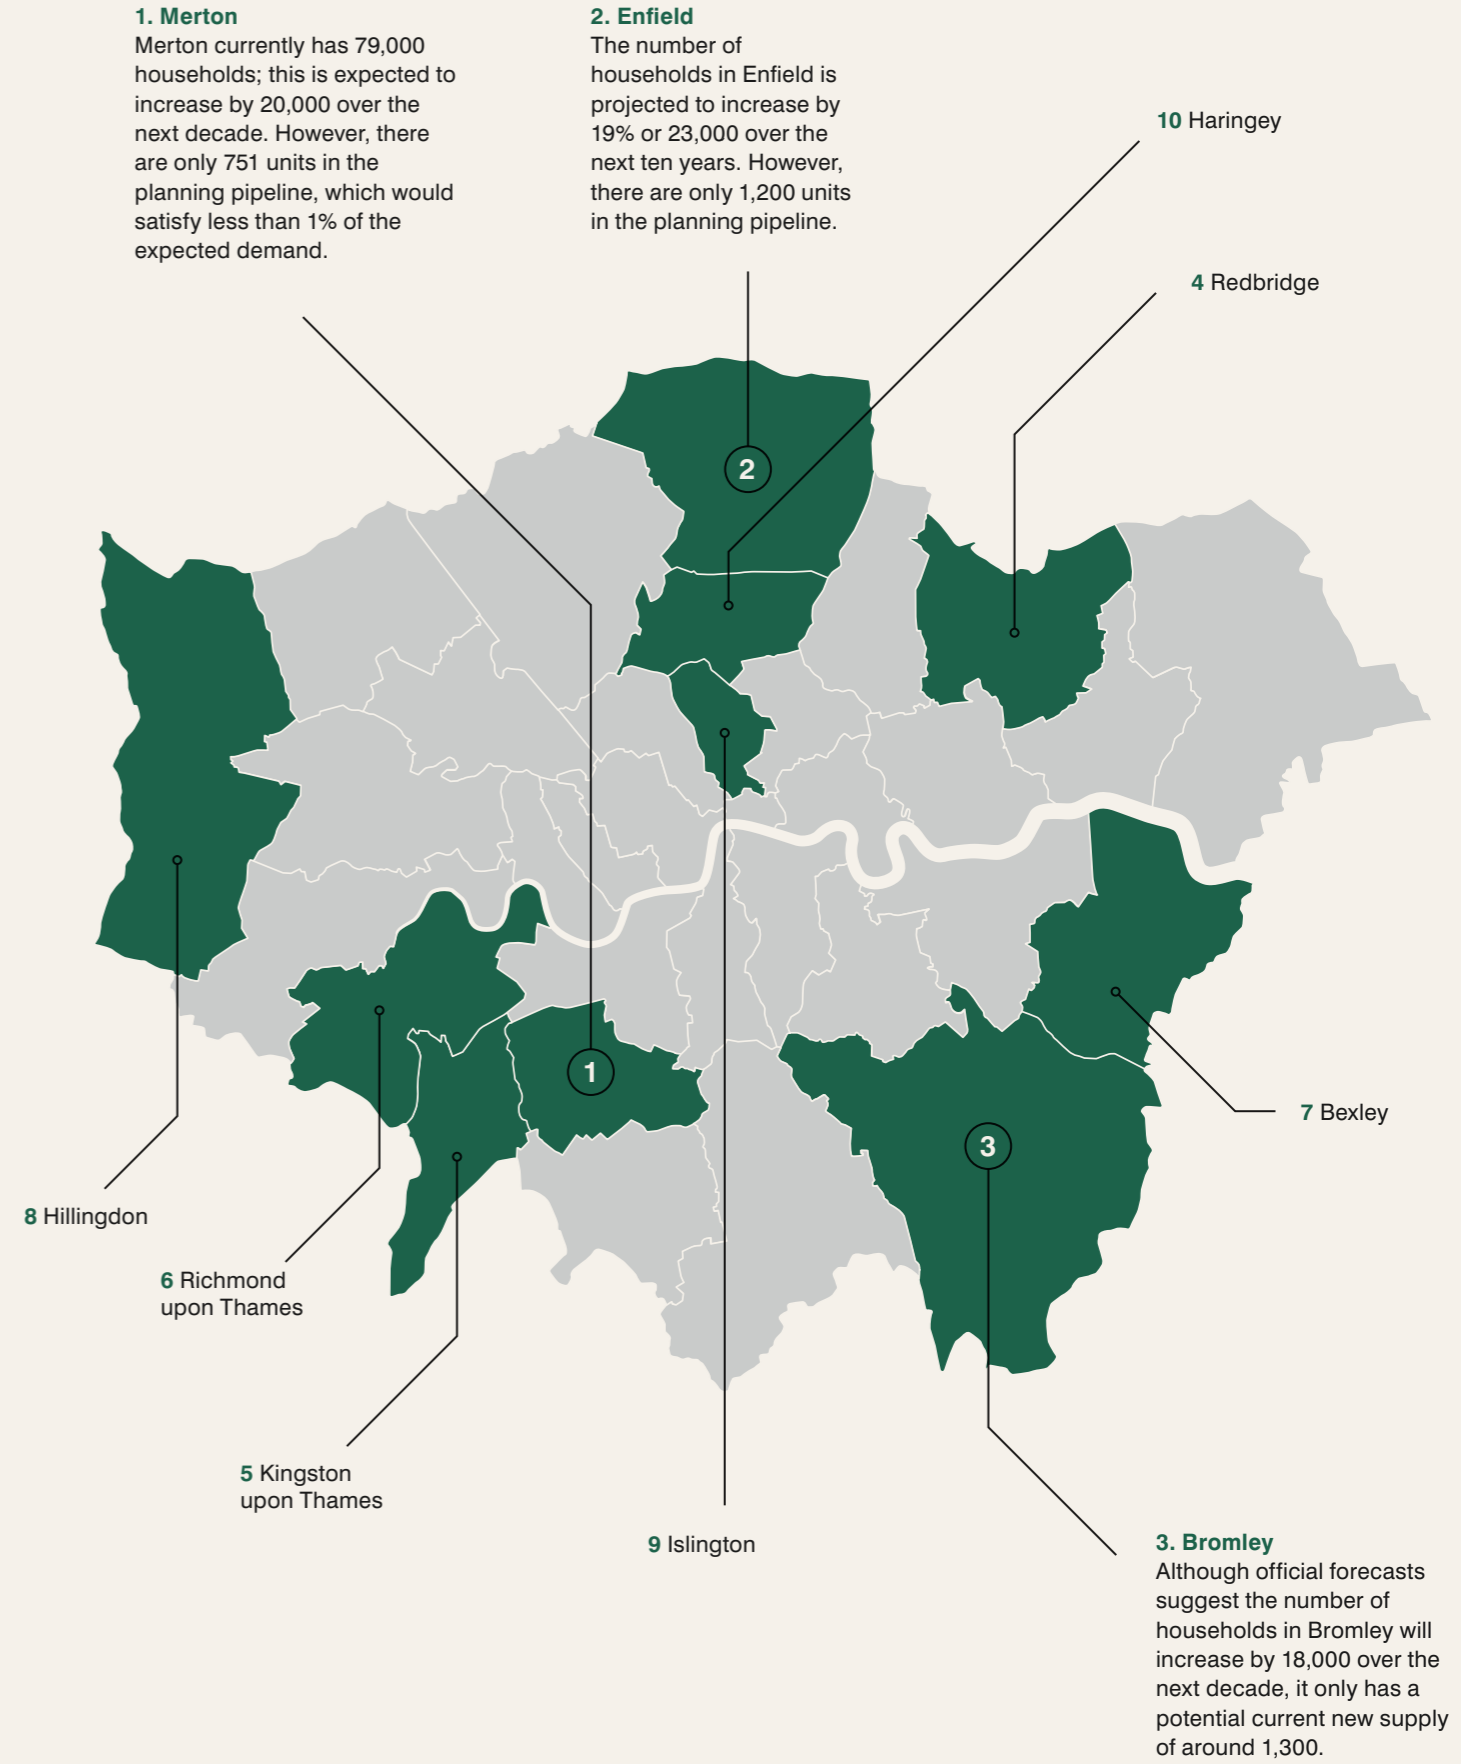 1. Merton
Merton currently has 79,000
households; this is expected to
increase by 20,000 over the
next decade. However, there
are only 751 units in the
planning pipeline, which would
satisfy less than 1% of the
expected demand.
2. Enfield
The number of
households in Enfield is
projected to increase by
19% or 23,000 over the
next ten years. However,
there are only 1,200 units
in the planning pipeline.
10 Haringey
4 Redbridge
2
1
3
7 Bexley
8 Hillingdon
6 Richmond
upon Thames
5 Kingston
upon Thames
9 Islington
3. Bromley
Although official forecasts
suggest the number of
households in Bromley will
increase by 18,000 over the
next decade, it only has a
potential current new supply
of around 1,300.